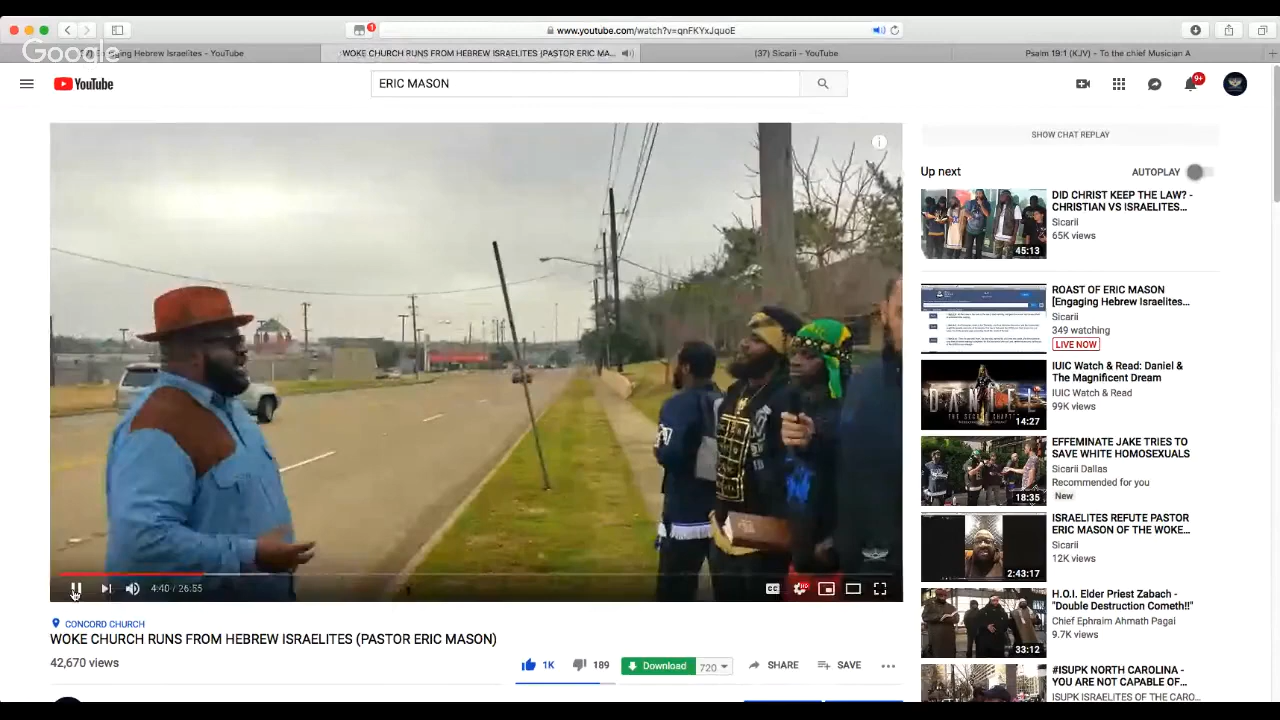 www.youtube.com/watch?v=qnFKYxJquoE
Google
ng Hebrew Israelites - YouTube
WOKE CHURCH RUNS FROM HEBREW ISRAELITES (PASTOR ERIC MA...
(37) Sicarii - YouTube
Psalm 19:1 (KJV) - To the chief Musician A
YouTube
ERIC MASON
9+
SHOW CHAT REPLAY
Up next
AUTOPLAY
DID CHRIST KEEP THE LAW? -
CHRISTIAN VS ISRAELITES...
Sicarii
65K views
45:13
ROAST OF ERIC MASON
[Engaging Hebrew Israelites...
Sicarii
349 watching
LIVE NOW
IUIC Watch & Read: Daniel &
The Magnificent Dream
IUIC Watch & Read
99K views
DANIEL
14:27
EFFEMINATE JAKE TRIES TO
SAVE WHITE HOMOSEXUALS
Sicarii Dallas
Recommended for you
New
18:35
ISRAELITES REFUTE PASTOR
ERIC MASON OF THE WOKE...
Sicarii
12K views
2:43:17
H.O.I. Elder Priest Zabach -
"Double Destruction Cometh!!"
Chief Ephraim Ahmath Pagai
9.7K views
33:12
#ISUPK NORTH CAROLINA -
YOU ARE NOT CAPABLE OF...
ISUPK ISRAELITES OF THE CARO...
4:40 / 26:55
CC
HD
CONCORD CHURCH
WOKE CHURCH RUNS FROM HEBREW ISRAELITES (PASTOR ERIC MASON)
42,670 views
1K
189
Download
720
SHARE
SAVE